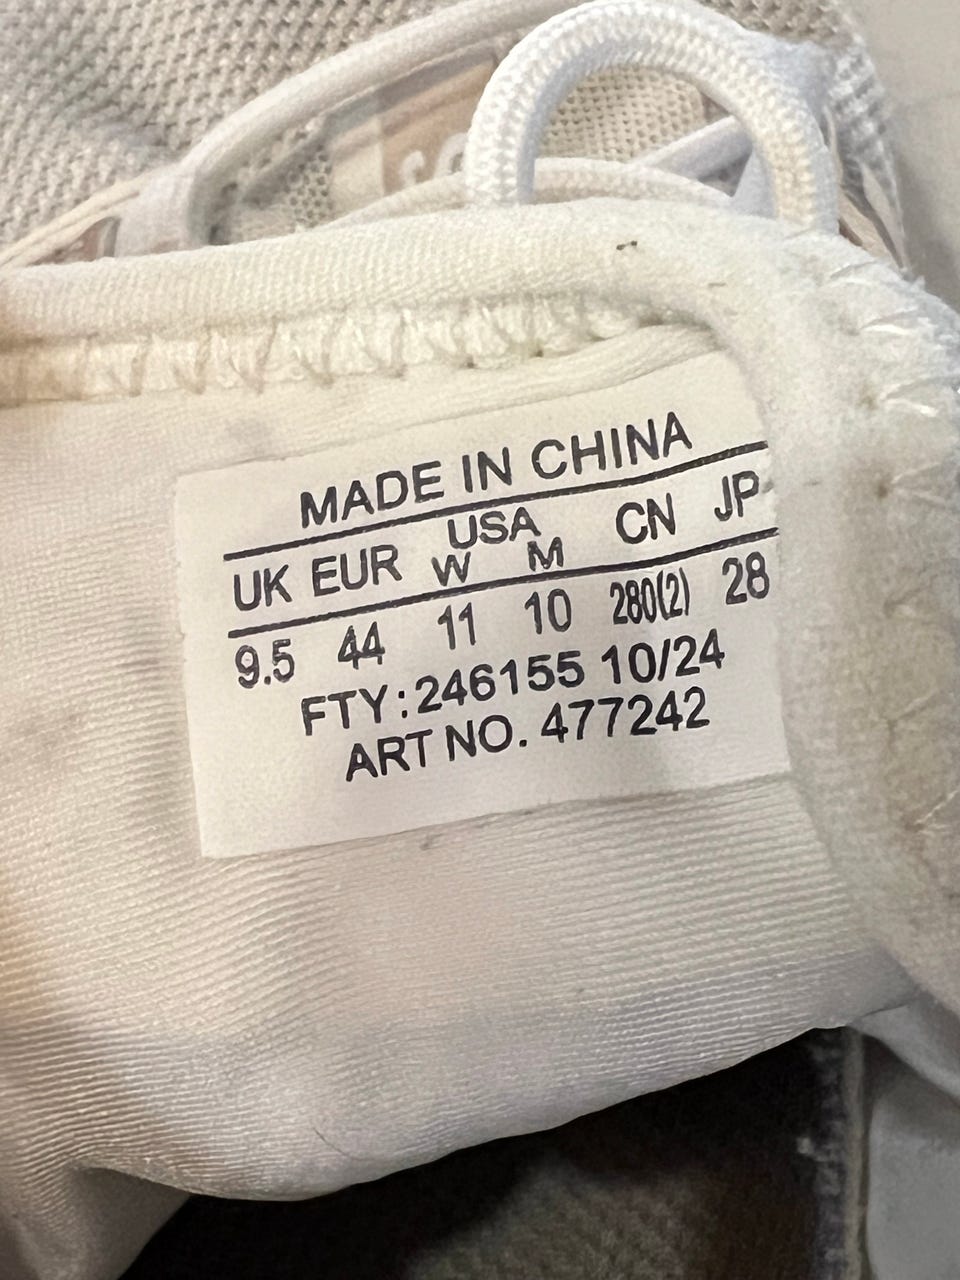 MADE IN CHINA
UK EUR USA W M CN JP
9.5 44 11 10 280(2) 28
FTY:246155 10/24
ART NO. 477242